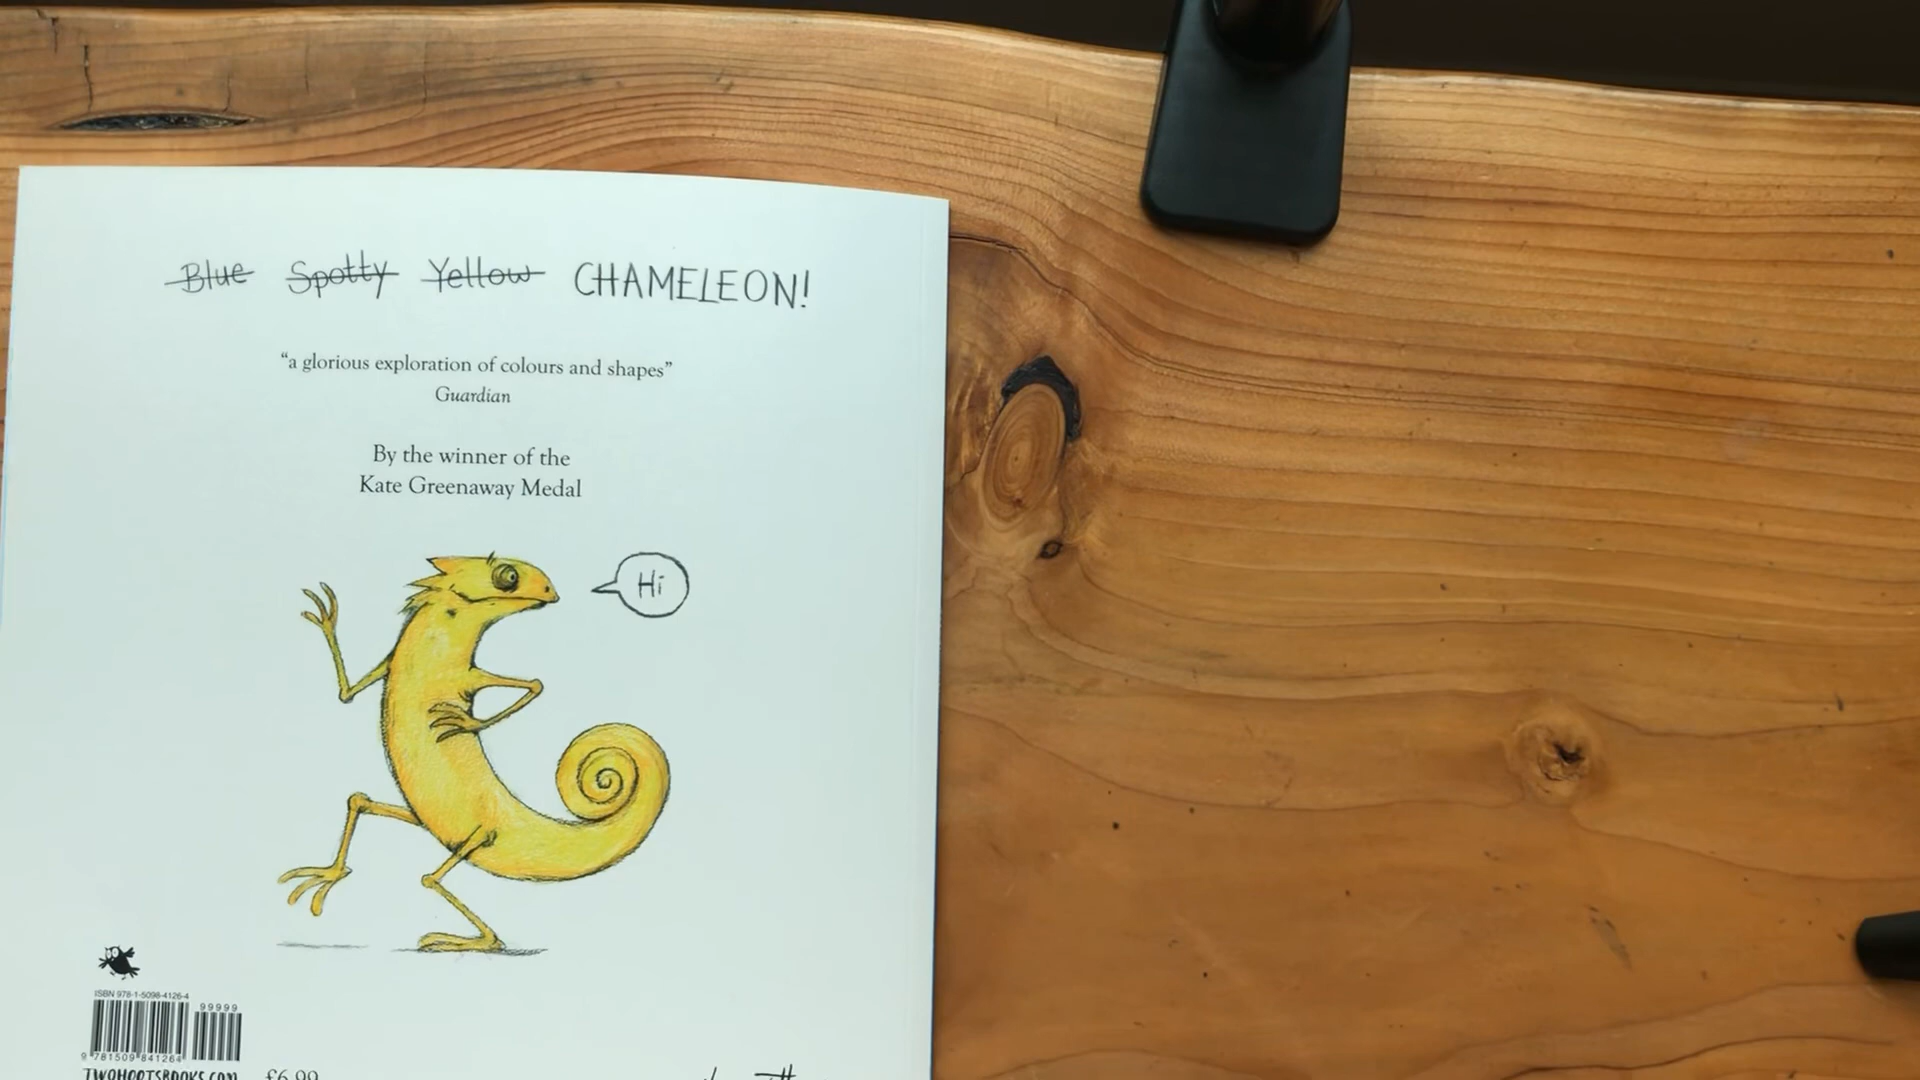 Blue Spotty Yellow CHAMELEON!
“a glorious exploration of colours and shapes”
Guardian
By the winner of the
Kate Greenaway Medal
Hi
ISBN 978-1-5098-4126-4
99999
9 781509 841264
TWOHOOTSBOOKS.COM
£6.99